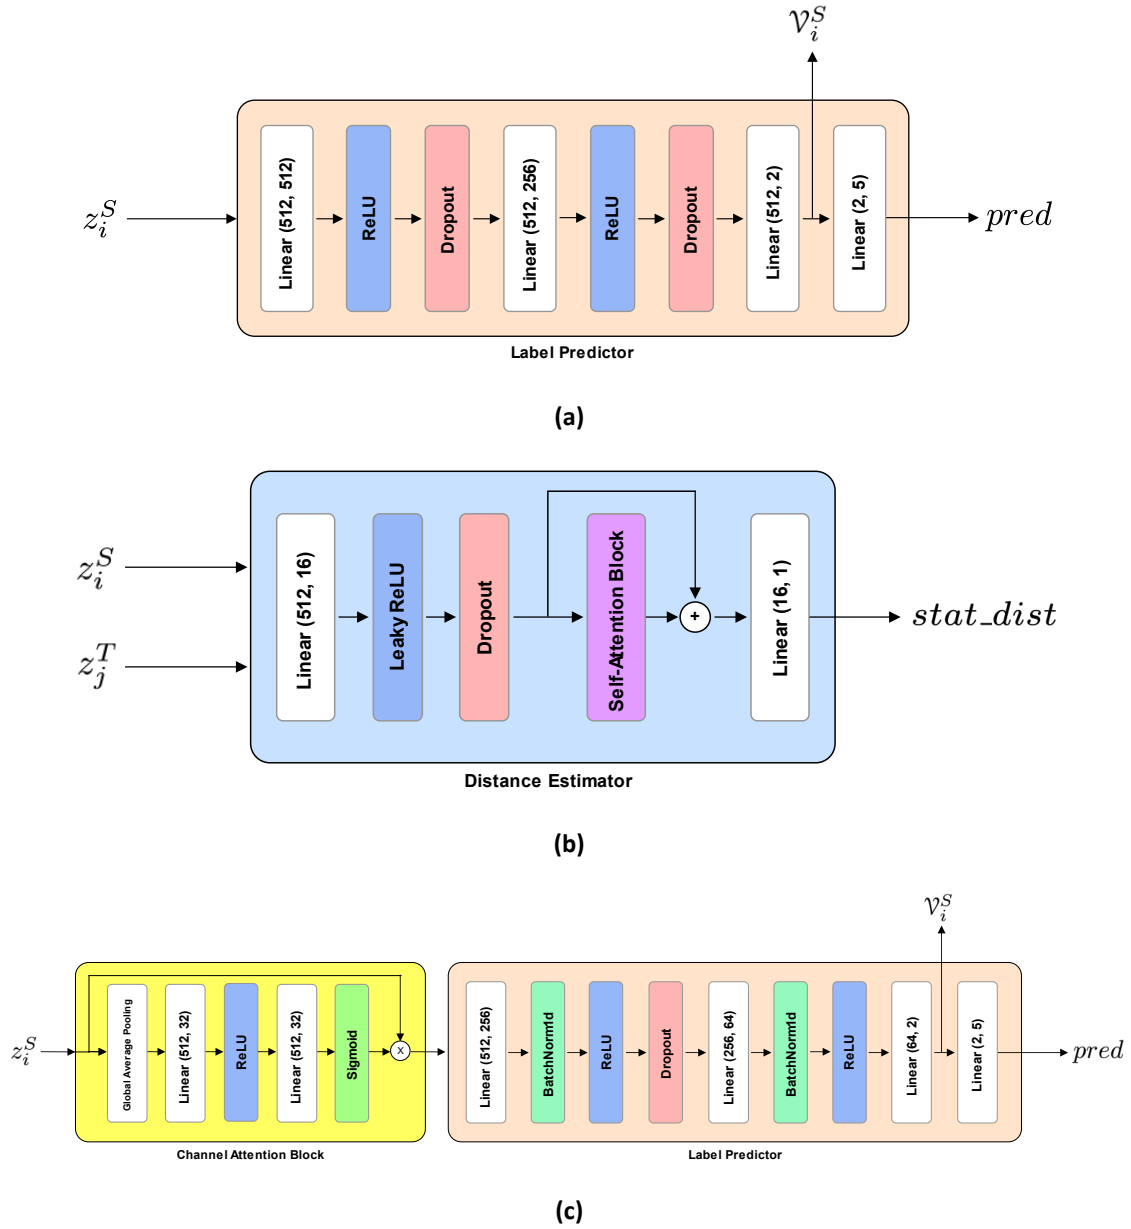 𝒱_i^S
z_i^S
Linear (512, 512)
ReLU
Dropout
Linear (512, 256)
ReLU
Dropout
Linear (512, 2)
Linear (2, 5)
pred
Label Predictor
(a)
z_i^S
z_j^T
Linear (512, 16)
Leaky ReLU
Dropout
Self-Attention Block
+
Linear (16, 1)
stat_dist
Distance Estimator
(b)
𝒱_i^S
z_i^S
Global Average Pooling
Linear (512, 32)
ReLU
Linear (512, 32)
Sigmoid
x
Linear (512, 256)
BatchNorm1d
ReLU
Dropout
Linear (256, 64)
BatchNorm1d
ReLU
Linear (64, 2)
Linear (2, 5)
pred
Channel Attention Block
Label Predictor
(c)